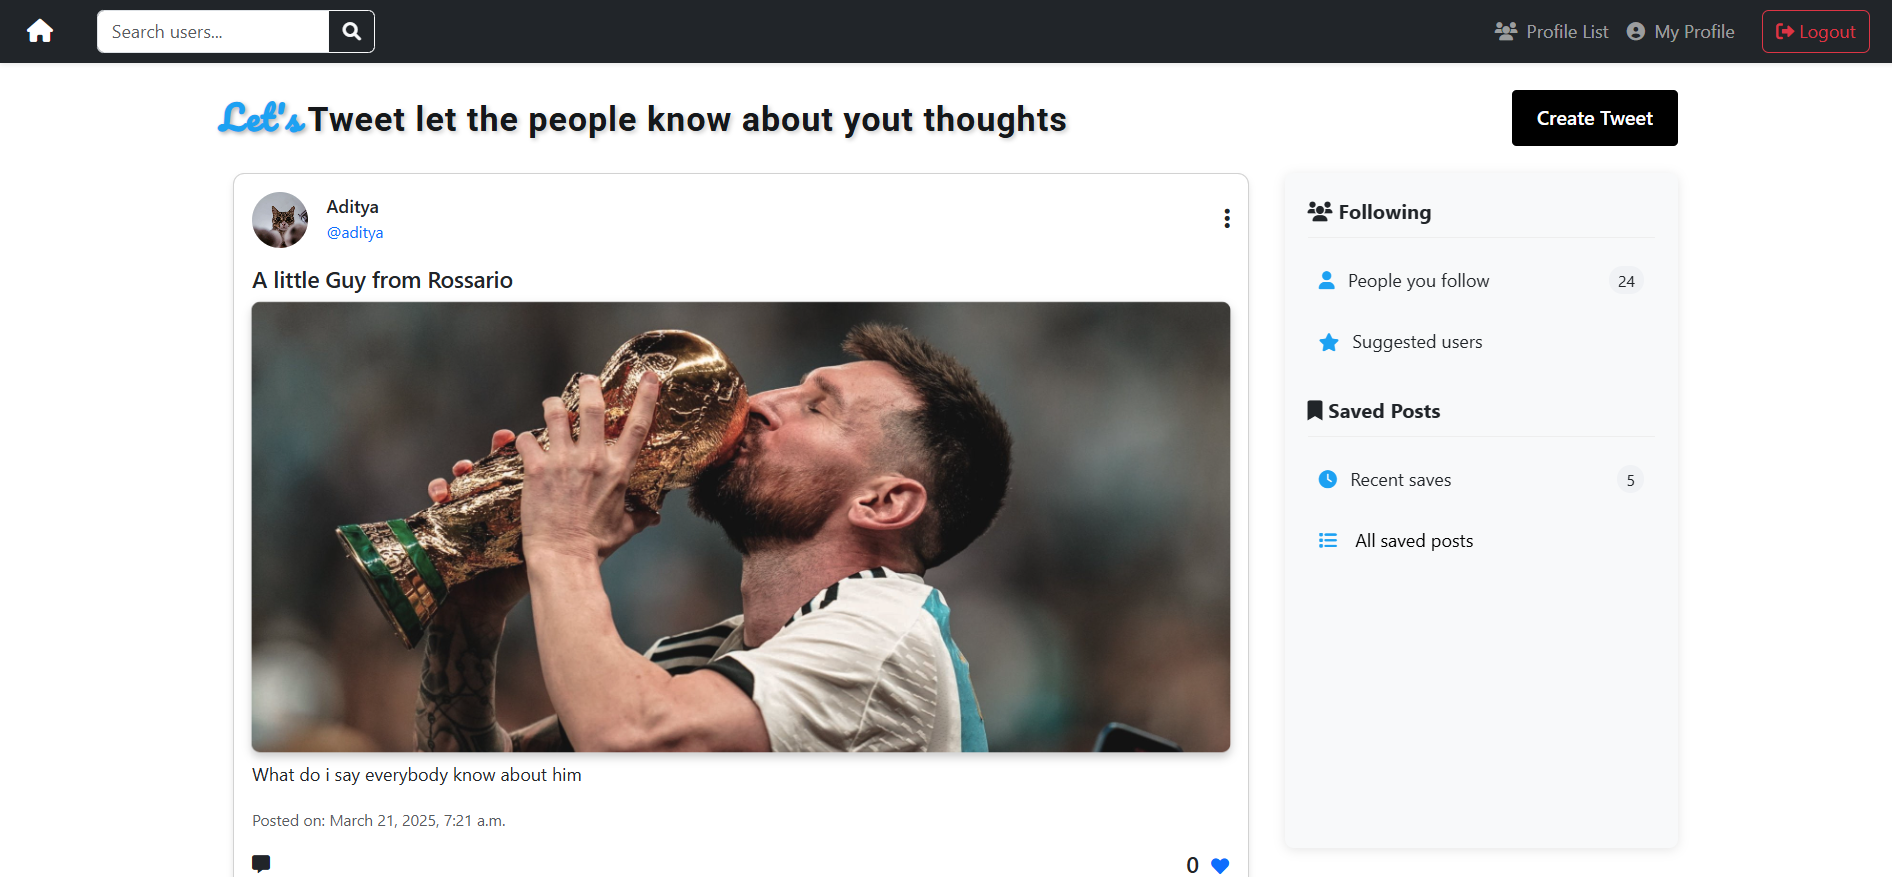 Search users...
Profile List
My Profile
Logout
Let's Tweet let the people know about yout thoughts
Create Tweet
Aditya
@aditya
A little Guy from Rossario
What do i say everybody know about him
Posted on: March 21, 2025, 7:21 a.m.
0
Following
People you follow 24
Suggested users
Saved Posts
Recent saves 5
All saved posts